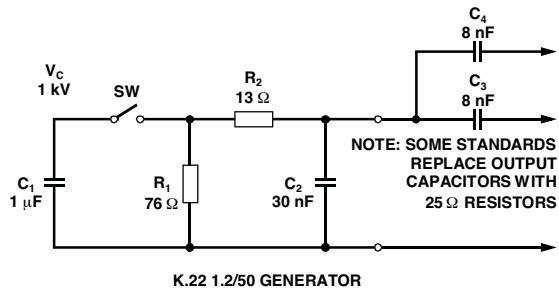 C4
8 nF
VC
1 kV
SW
R2
13 Ω
C3
8 nF
NOTE: SOME STANDARDS
REPLACE OUTPUT
CAPACITORS WITH
25 Ω RESISTORS
C1
1 µF
R1
76 Ω
C2
30 nF
K.22 1.2/50 GENERATOR